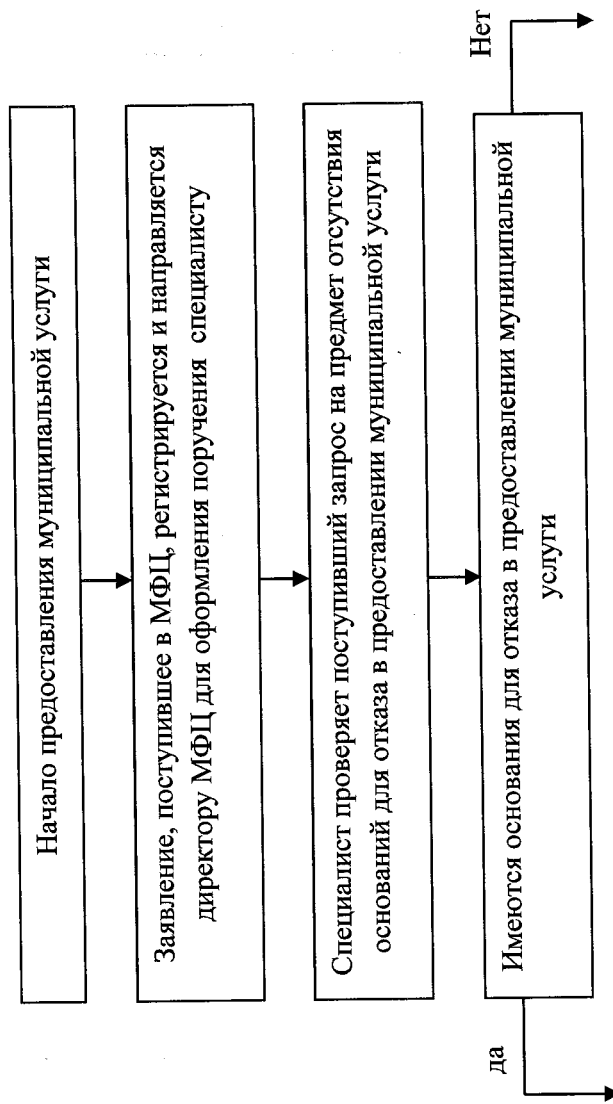 Начало предоставления муниципальной услуги
Заявление, поступившее в МФЦ, регистрируется и направляется
директору МФЦ для оформления поручения специалисту
Специалист проверяет поступивший запрос на предмет отсутствия
оснований для отказа в предоставлении муниципальной услуги
Имеются основания для отказа в предоставлении муниципальной
услуги
да
Нет